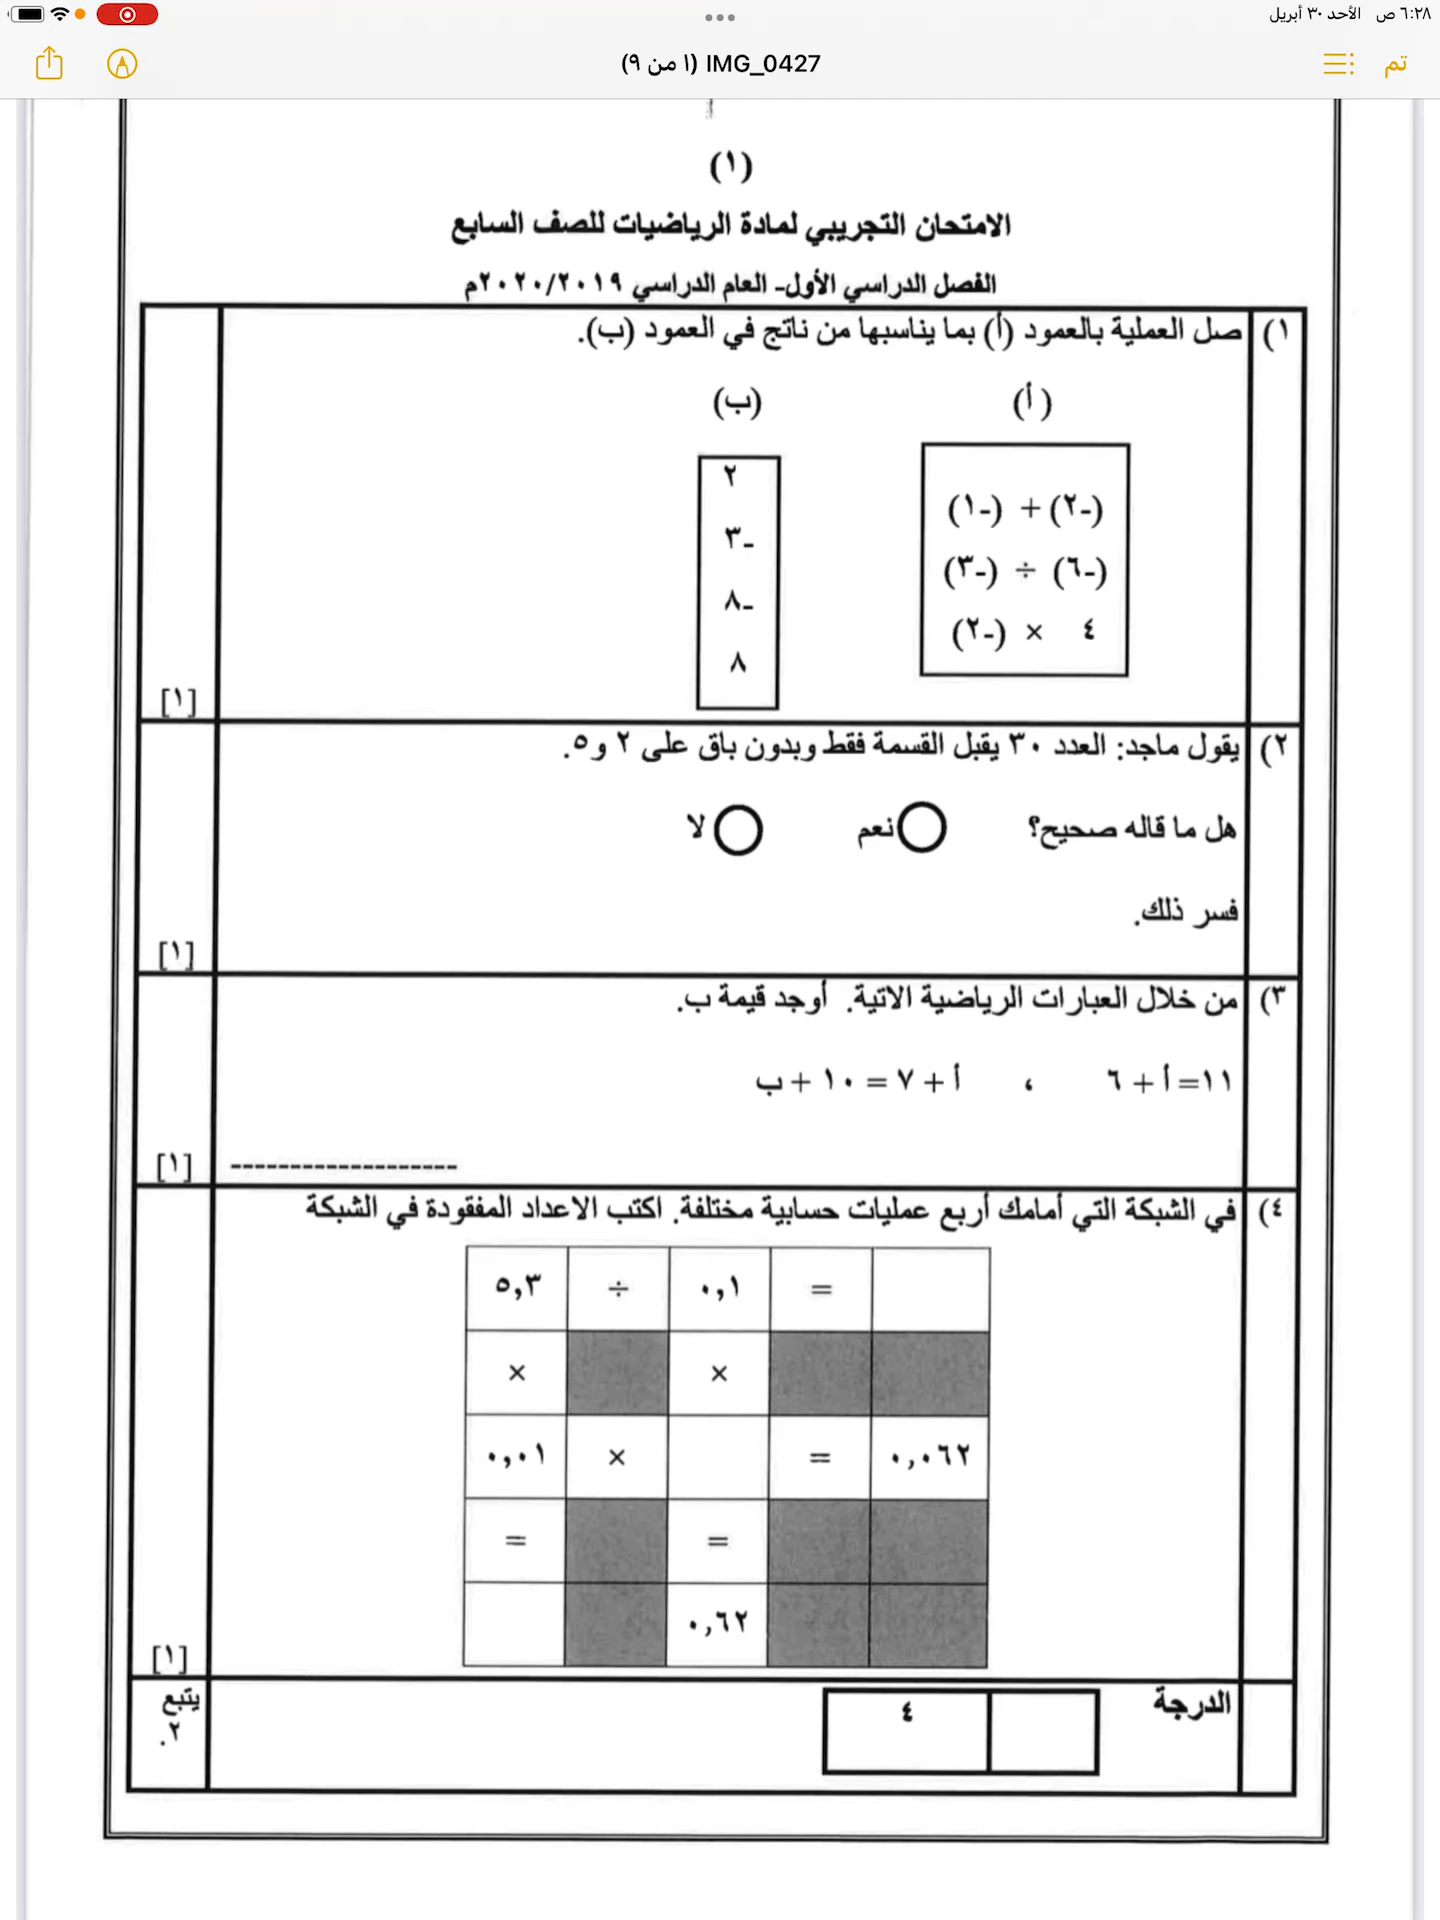 ٦:٢٨ ص الأحد ٣٠ أبريل
تم
IMG_0427 (١ من ٩)
(١)
الامتحان التجريبي لمادة الرياضيات للصف السابع
الفصل الدراسي الأول- العام الدراسي ٢٠٢٠/٢٠١٩م
١) صل العملية بالعمود (أ) بما يناسبها من ناتج في العمود (ب).
(أ) (ب)
٢
(-٢) + (-١)
-٣
(-٦) ÷ (-٣)
-٨
٤ × (-٢)
٨
[١]
٢) يقول ماجد: العدد ٣٠ يقبل القسمة فقط وبدون باق على ٢ و٥.
هل ما قاله صحيح؟ نعم لا
فسر ذلك.
[١]
٣) من خلال العبارات الرياضية الاتية. أوجد قيمة ب.
١١=أ + ٦ ، أ + ٧ = ١٠ + ب
------------------- [١]
٤) في الشبكة التي أمامك أربع عمليات حسابية مختلفة. اكتب الاعداد المفقودة في الشبكة
٥,٣ ÷ ٠,١ =
× ×
٠,٠١ × = ٠,٠٦٢
= =
٠,٦٢
[١]
الدرجة ٤ يتبع
٢.